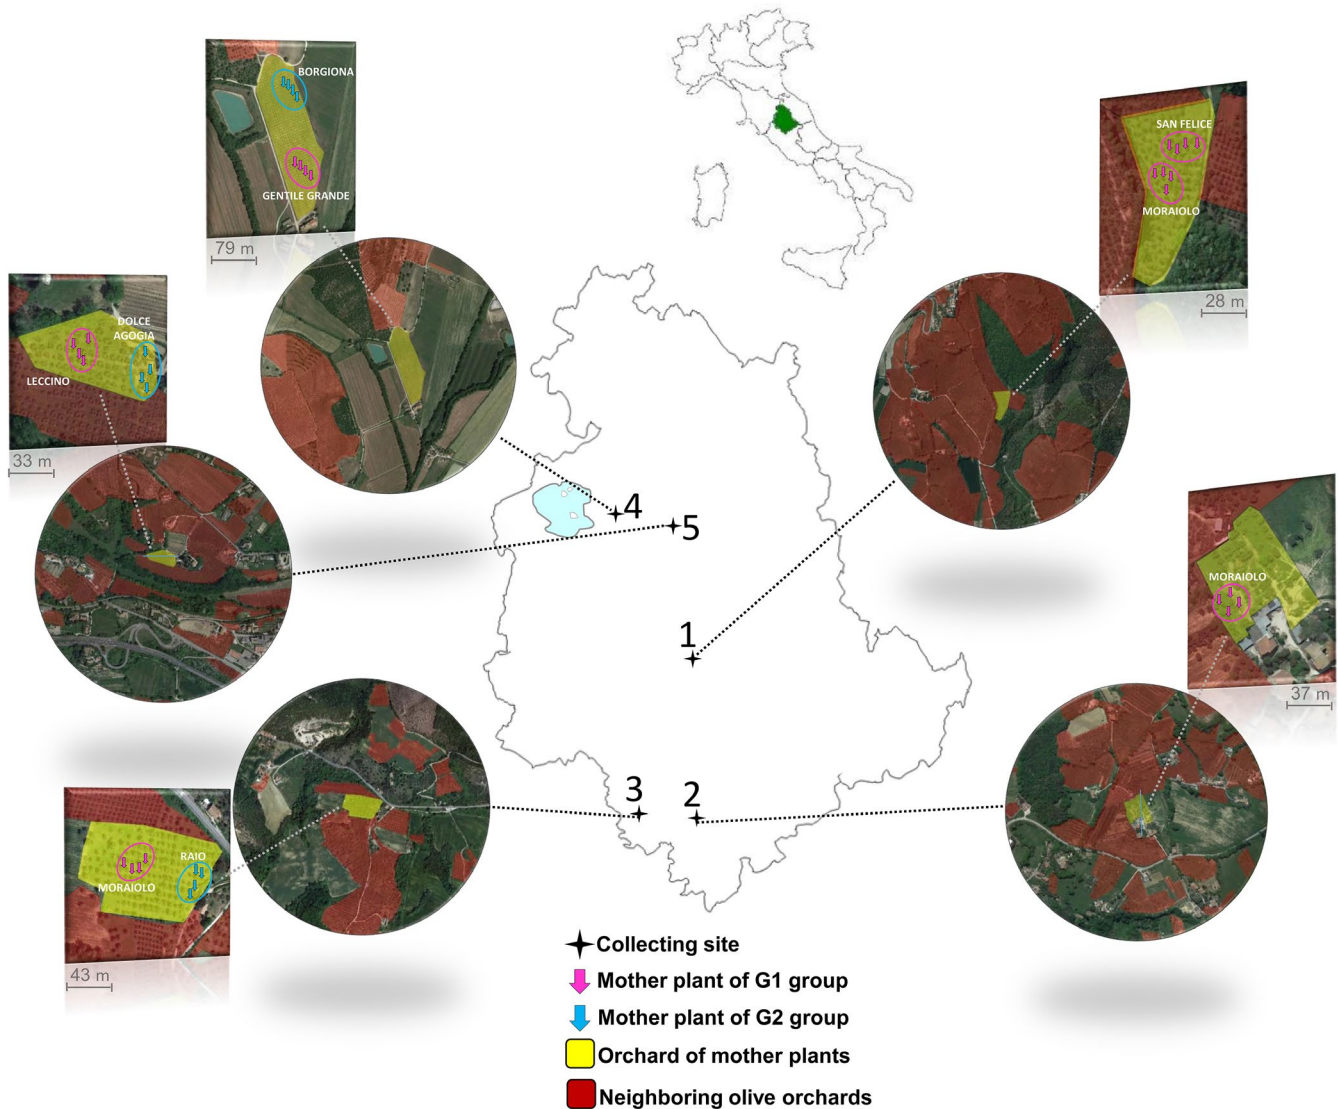 BORGIONA
GENTILE GRANDE
79 m
SAN FELICE
MORAIOLO
28 m
DOLCE
AGOGIA
LECCINO
33 m
4
5
1
MORAIOLO
37 m
3
2
RAIO
MORAIOLO
43 m
Collecting site
Mother plant of G1 group
Mother plant of G2 group
Orchard of mother plants
Neighboring olive orchards